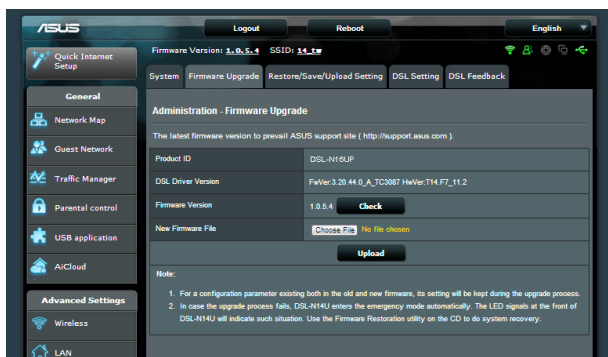 ASUS
Logout
Reboot
English
Quick Internet
Setup
Firmware Version: 1.0.5.4 SSID: 14_tw
System
Firmware Upgrade
Restore/Save/Upload Setting
DSL Setting
DSL Feedback
General
Network Map
Guest Network
Traffic Manager
Parental control
USB application
AiCloud
Advanced Settings
Wireless
LAN
Administration - Firmware Upgrade
The latest firmware version to prevail ASUS support site ( http://support.asus.com ).
Product ID
DSL-N16UP
DSL Driver Version
FwVer:3.20.44.0_A_TC3087 HwVer:T14.F7_11.2
Firmware Version
1.0.5.4
Check
New Firmware File
Choose File No file chosen
Upload
Note:
1. For a configuration parameter existing both in the old and new firmware, its setting will be kept during the upgrade process.
2. In case the upgrade process fails, DSL-N14U enters the emergency mode automatically. The LED signals at the front of
DSL-N14U will indicate such situation. Use the Firmware Restoration utility on the CD to do system recovery.